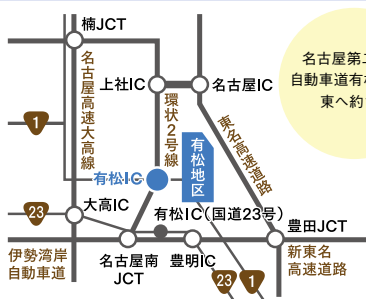 楠JCT
名古屋高速大高線
上社IC
名古屋IC
環状2号線
東名高速道路
名古屋第二
自動車道有
東へ約
1
有松IC
有松地区
23
大高IC
有松IC(国道23号)
豊田JCT
伊勢湾岸
自動車道
名古屋南
JCT
豊明IC
新東名
高速道路
23
1